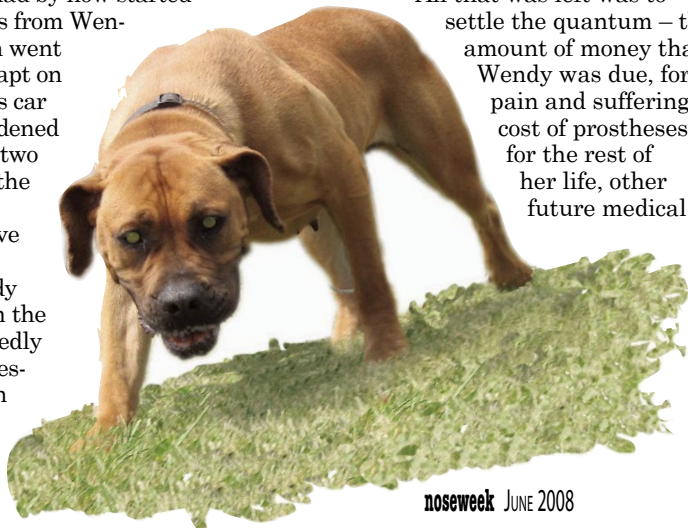 had by now started
s from Wen-
n went
apt on
s car
dened
two
the
ve
dy
n the
edly
es-
n
All that was left was to
settle the quantum – t
amount of money tha
Wendy was due, for
pain and suffering
cost of prostheses
for the rest of
her life, other
future medical
noseweek JUNE 2008